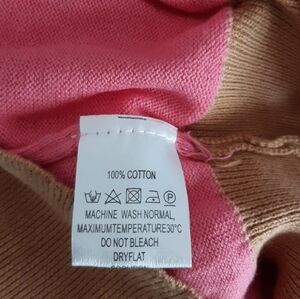 100% COTTON
MACHINE WASH NORMAL,
MAXIMUMTEMPERATURE30°C
DO NOT BLEACH
DRYFLAT